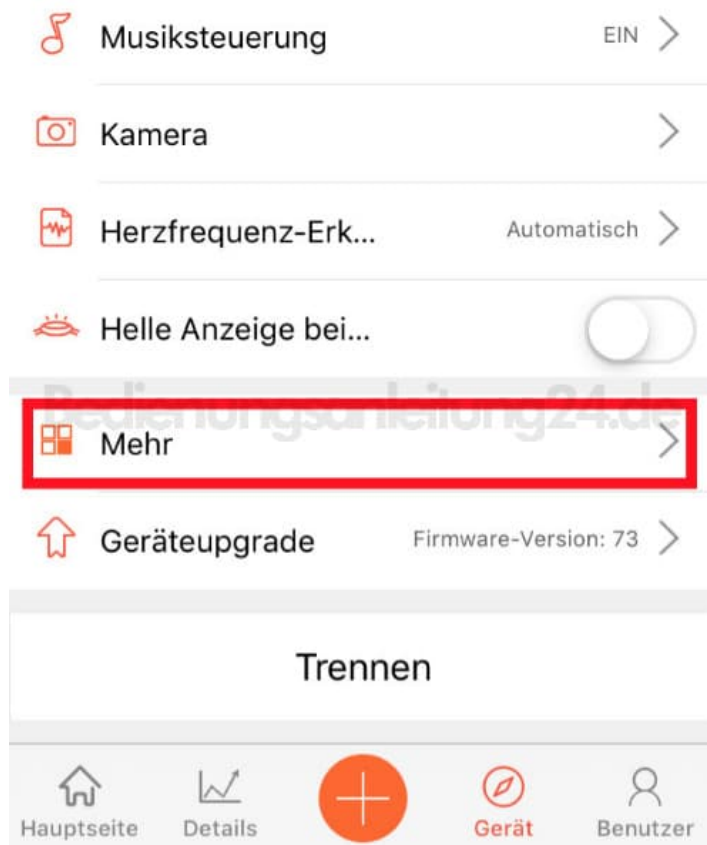 Musiksteuerung EIN
Kamera
Herzfrequenz-Erk... Automatisch
Helle Anzeige bei...
Bedienungsanleitung24.de
Mehr
Geräteupgrade Firmware-Version: 73
Trennen
Hauptseite Details Gerät Benutzer